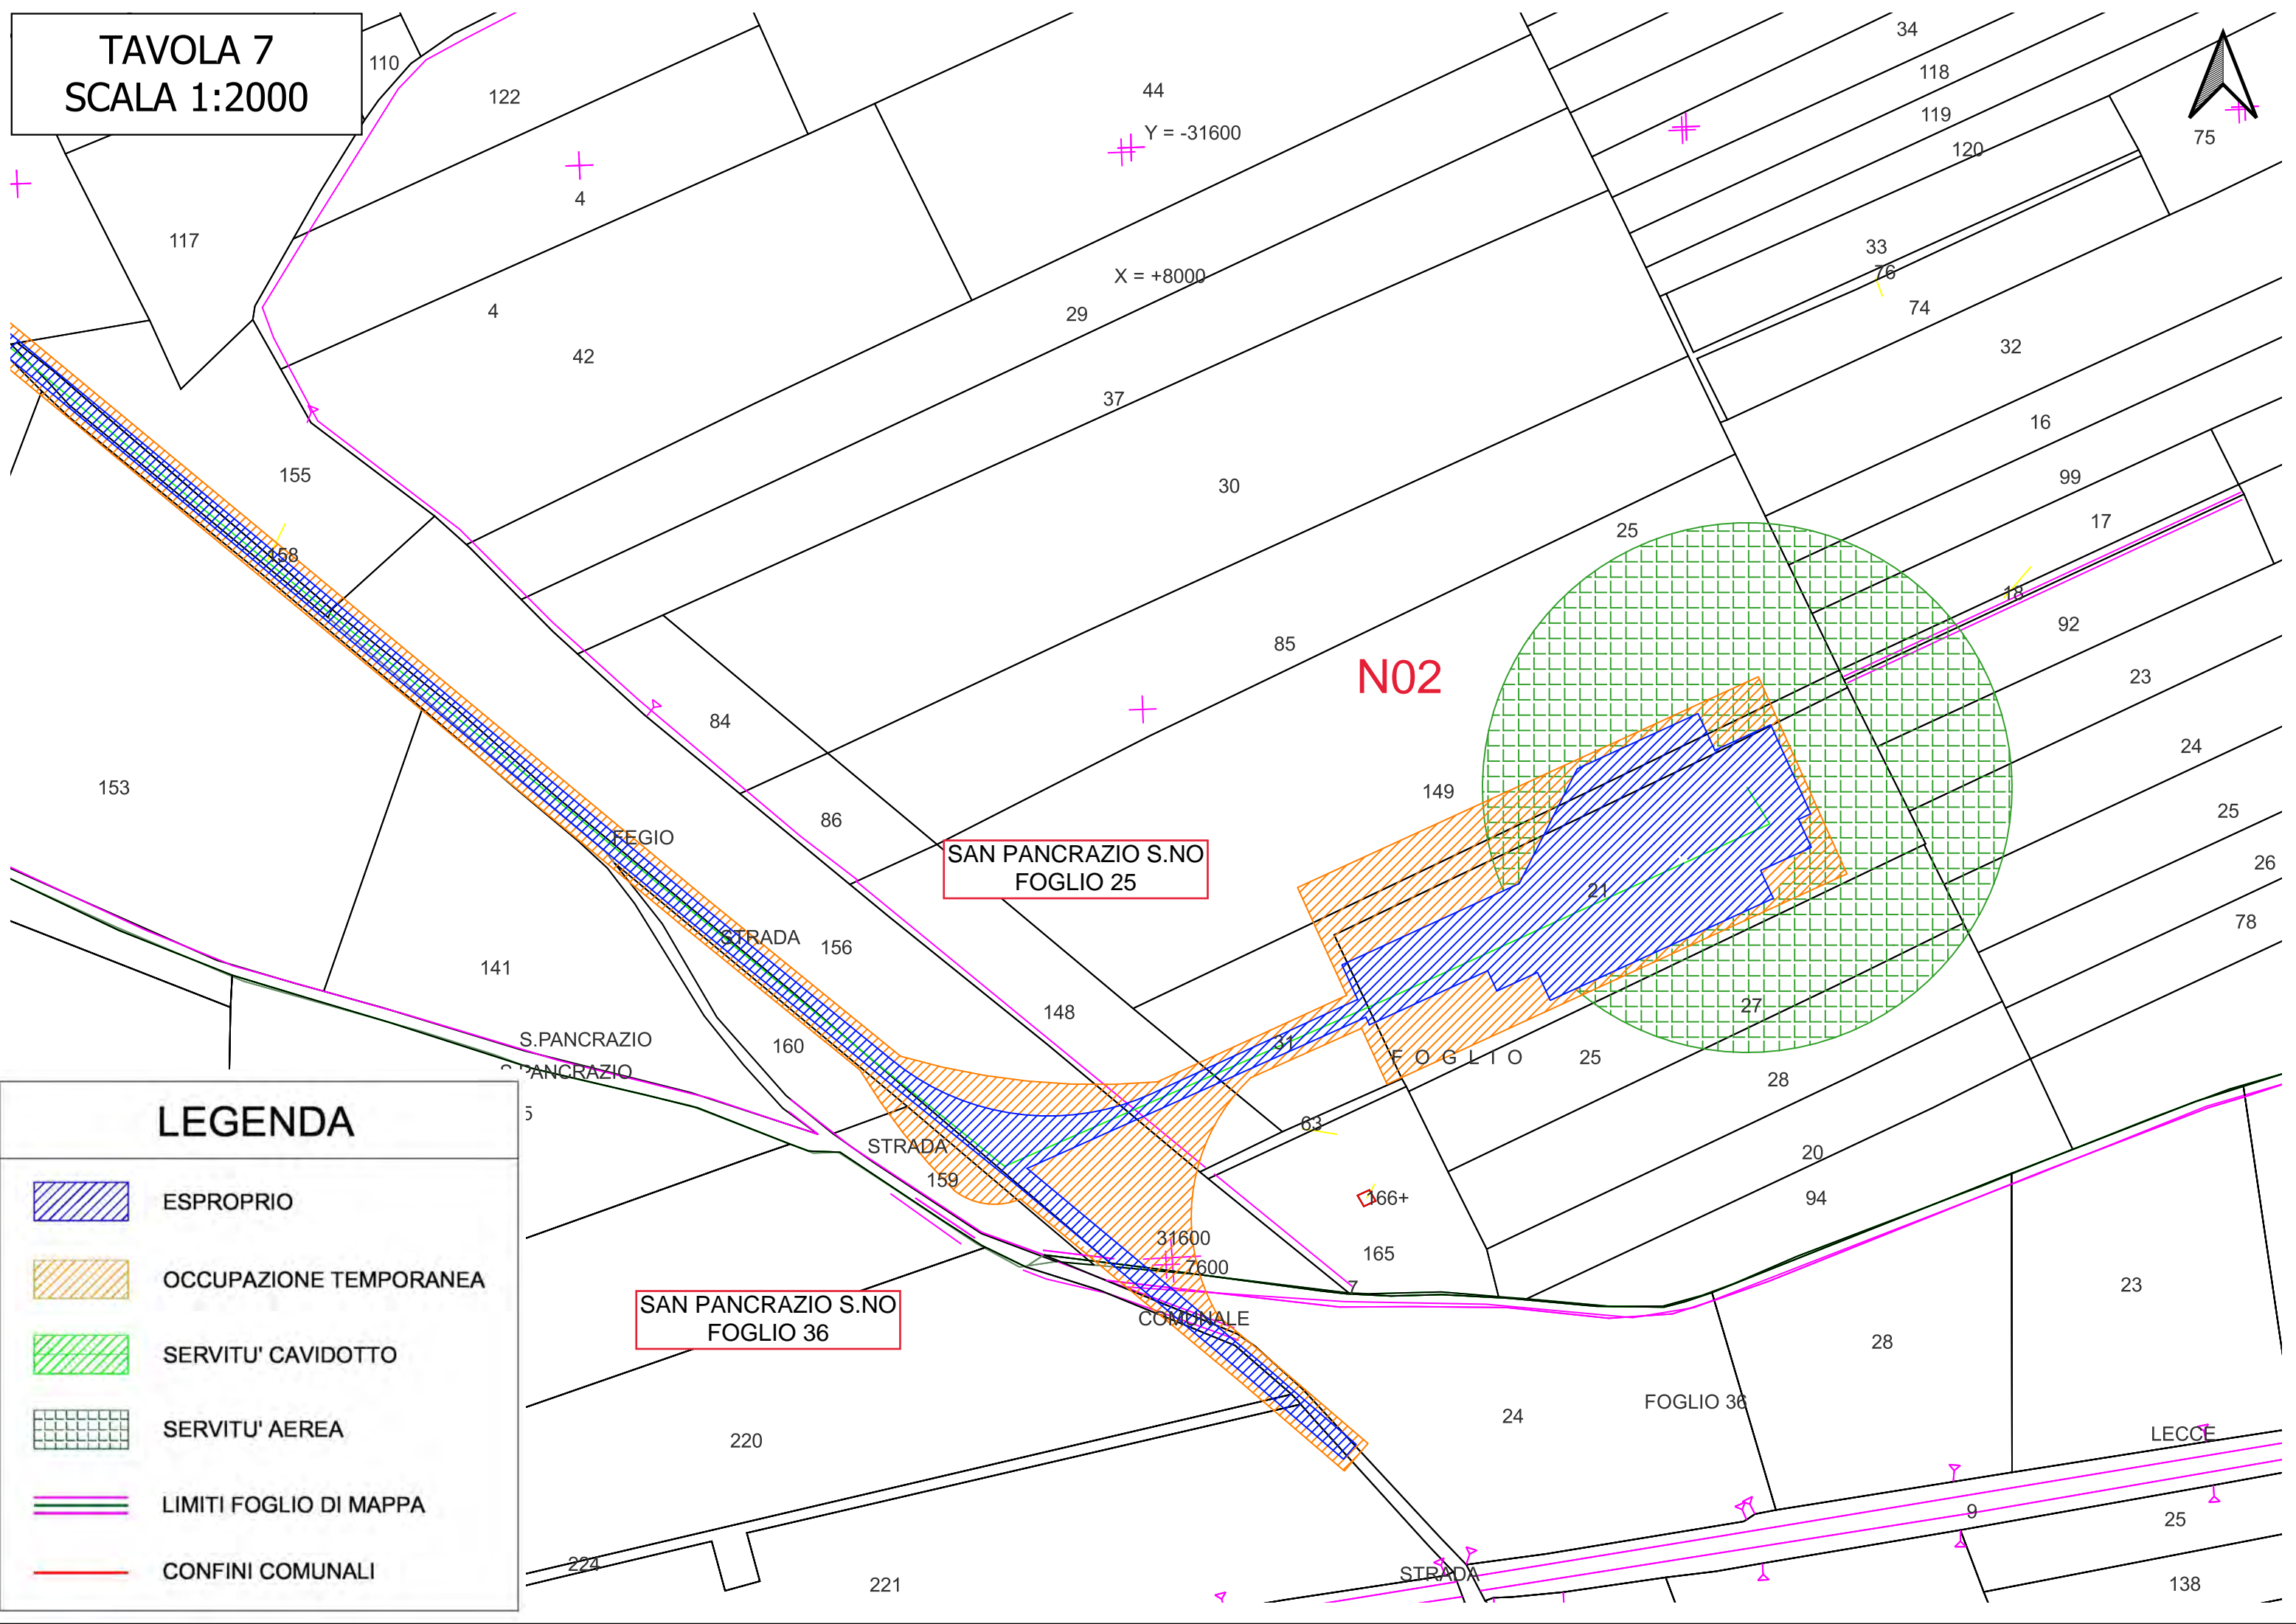 TAVOLA 7
SCALA 1:2000
110
122
44
Y = -31600
34
118
119
120
75
4
117
33
76
X = +8000
4
29
74
42
32
37
16
155
30
99
25
17
158
18
85
92
N02
23
84
24
153
149
86
25
FEGIO
SAN PANCRAZIO S.NO
FOGLIO 25
26
21
78
STRADA
156
141
27
148
S.PANCRAZIO
160
31
FOGLIO
25
S.PANCRAZIO
28
5
63
STRADA
20
159
166+
94
31600
165
7600
7
23
SAN PANCRAZIO S.NO
FOGLIO 36
COMUNALE
28
24
FOGLIO 36
220
LECCE
9
25
224
STRADA
221
138
LEGENDA
ESPROPRIO
OCCUPAZIONE TEMPORANEA
SERVITU' CAVIDOTTO
SERVITU' AEREA
LIMITI FOGLIO DI MAPPA
CONFINI COMUNALI